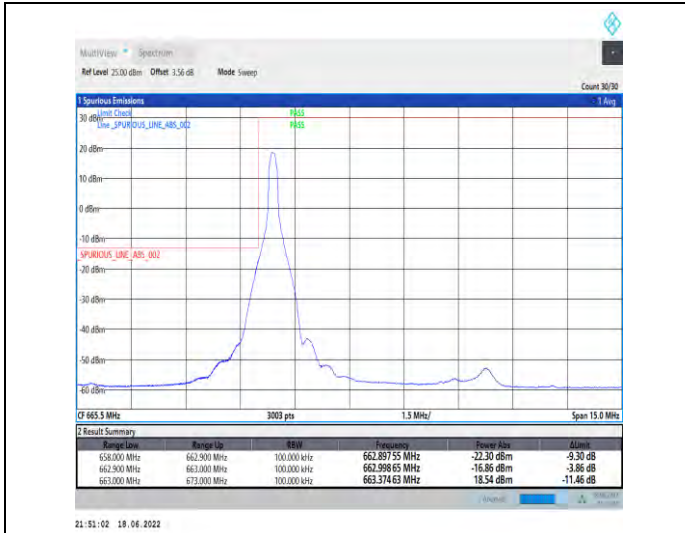 MultiView Spectrum
Ref Level 25.00 dBm Offset 3.56 dB Mode Sweep
Count 30/30
1 Spurious Emissions 1 Avg
Limit Check PASS
30 dBm
Line _SPURIOUS_LINE_ABS_002 PASS
20 dBm
10 dBm
0 dBm
-10 dBm
_SPURIOUS_LINE_ABS_002
-20 dBm
-30 dBm
-40 dBm
-50 dBm
-60 dBm
CF 665.5 MHz 3003 pts 1.5 MHz/ Span 15.0 MHz
2 Result Summary
Range Low Range Up RBW Frequency Power Abs ΔLimit
658.000 MHz 662.900 MHz 100.000 kHz 662.897 55 MHz -22.30 dBm -9.30 dB
662.900 MHz 663.000 MHz 100.000 kHz 662.998 65 MHz -16.86 dBm -3.86 dB
663.000 MHz 673.000 MHz 100.000 kHz 663.374 63 MHz 18.54 dBm -11.46 dB
21:51:02 18.06.2022